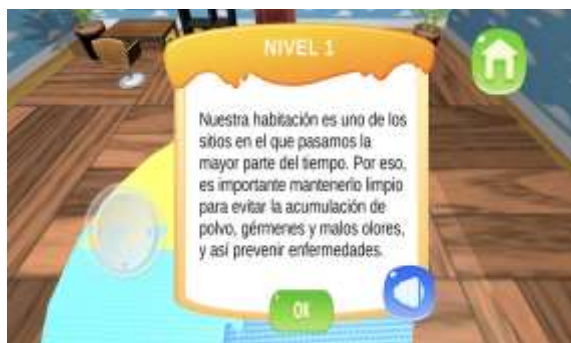 NIVEL 1
Nuestra habitación es uno de los
sitios en el que pasamos la
mayor parte del tiempo. Por eso,
es importante mantenerlo limpio
para evitar la acumulación de
polvo, gérmenes y malos olores,
y así prevenir enfermedades.
OK